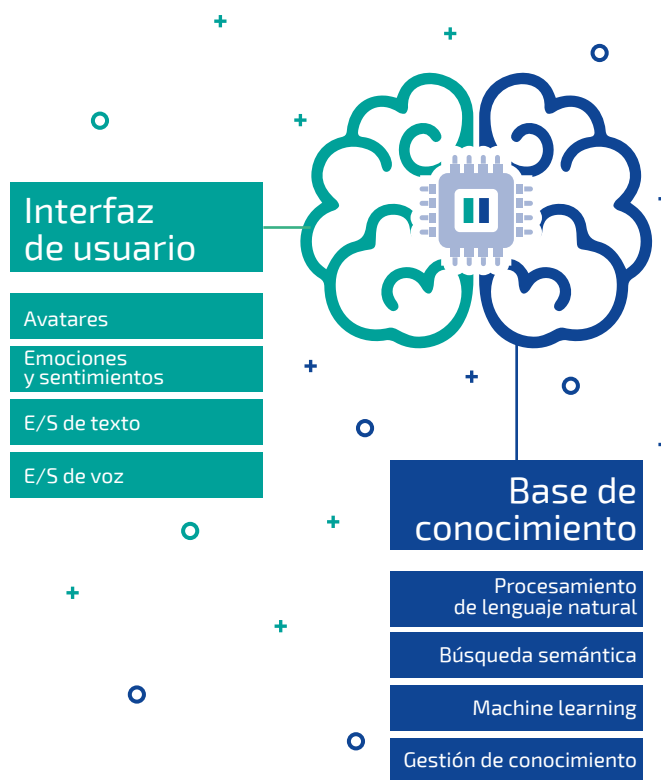 Interfaz
de usuario
Avatares
Emociones
y sentimientos
E/S de texto
E/S de voz
Base de
conocimiento
Procesamiento
de lenguaje natural
Búsqueda semántica
Machine learning
Gestión de conocimiento